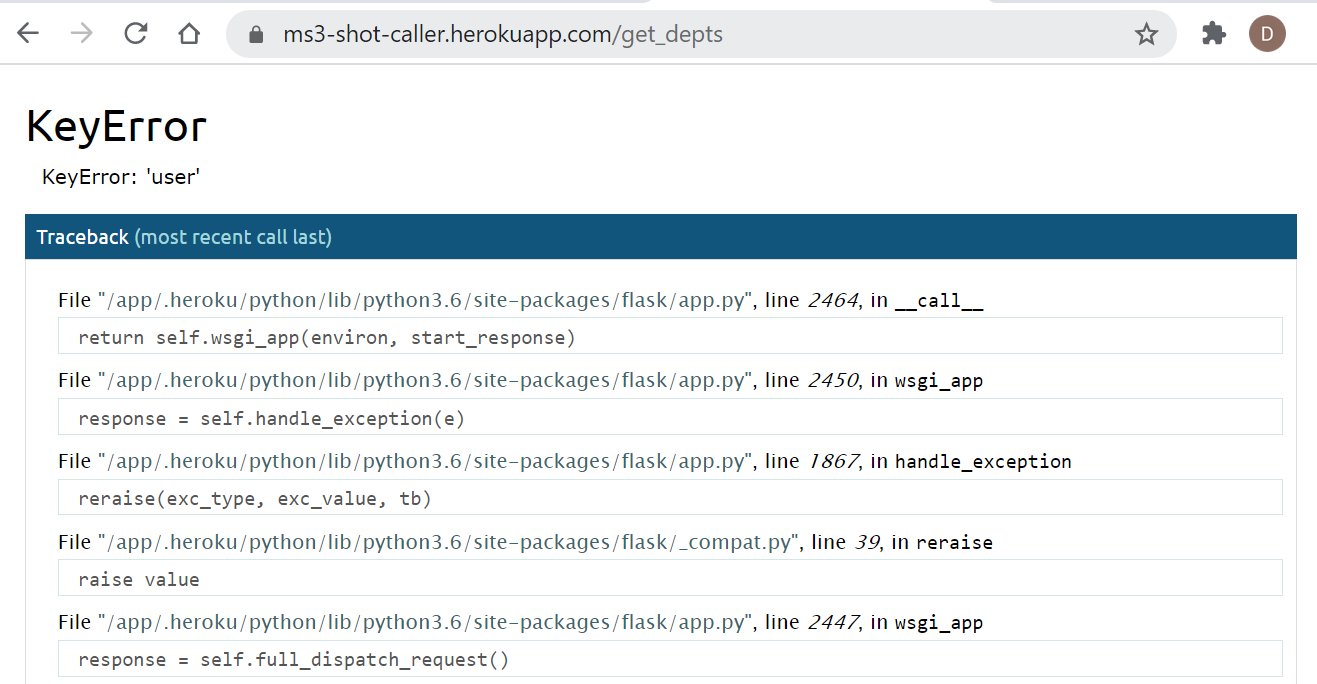 ms3-shot-caller.herokuapp.com/get_depts
D
KeyError
KeyError: 'user'
Traceback (most recent call last)
File "/app/.heroku/python/lib/python3.6/site-packages/flask/app.py", line 2464, in __call__
return self.wsgi_app(environ, start_response)
File "/app/.heroku/python/lib/python3.6/site-packages/flask/app.py", line 2450, in wsgi_app
response = self.handle_exception(e)
File "/app/.heroku/python/lib/python3.6/site-packages/flask/app.py", line 1867, in handle_exception
reraise(exc_type, exc_value, tb)
File "/app/.heroku/python/lib/python3.6/site-packages/flask/_compat.py", line 39, in reraise
raise value
File "/app/.heroku/python/lib/python3.6/site-packages/flask/app.py", line 2447, in wsgi_app
response = self.full_dispatch_request()